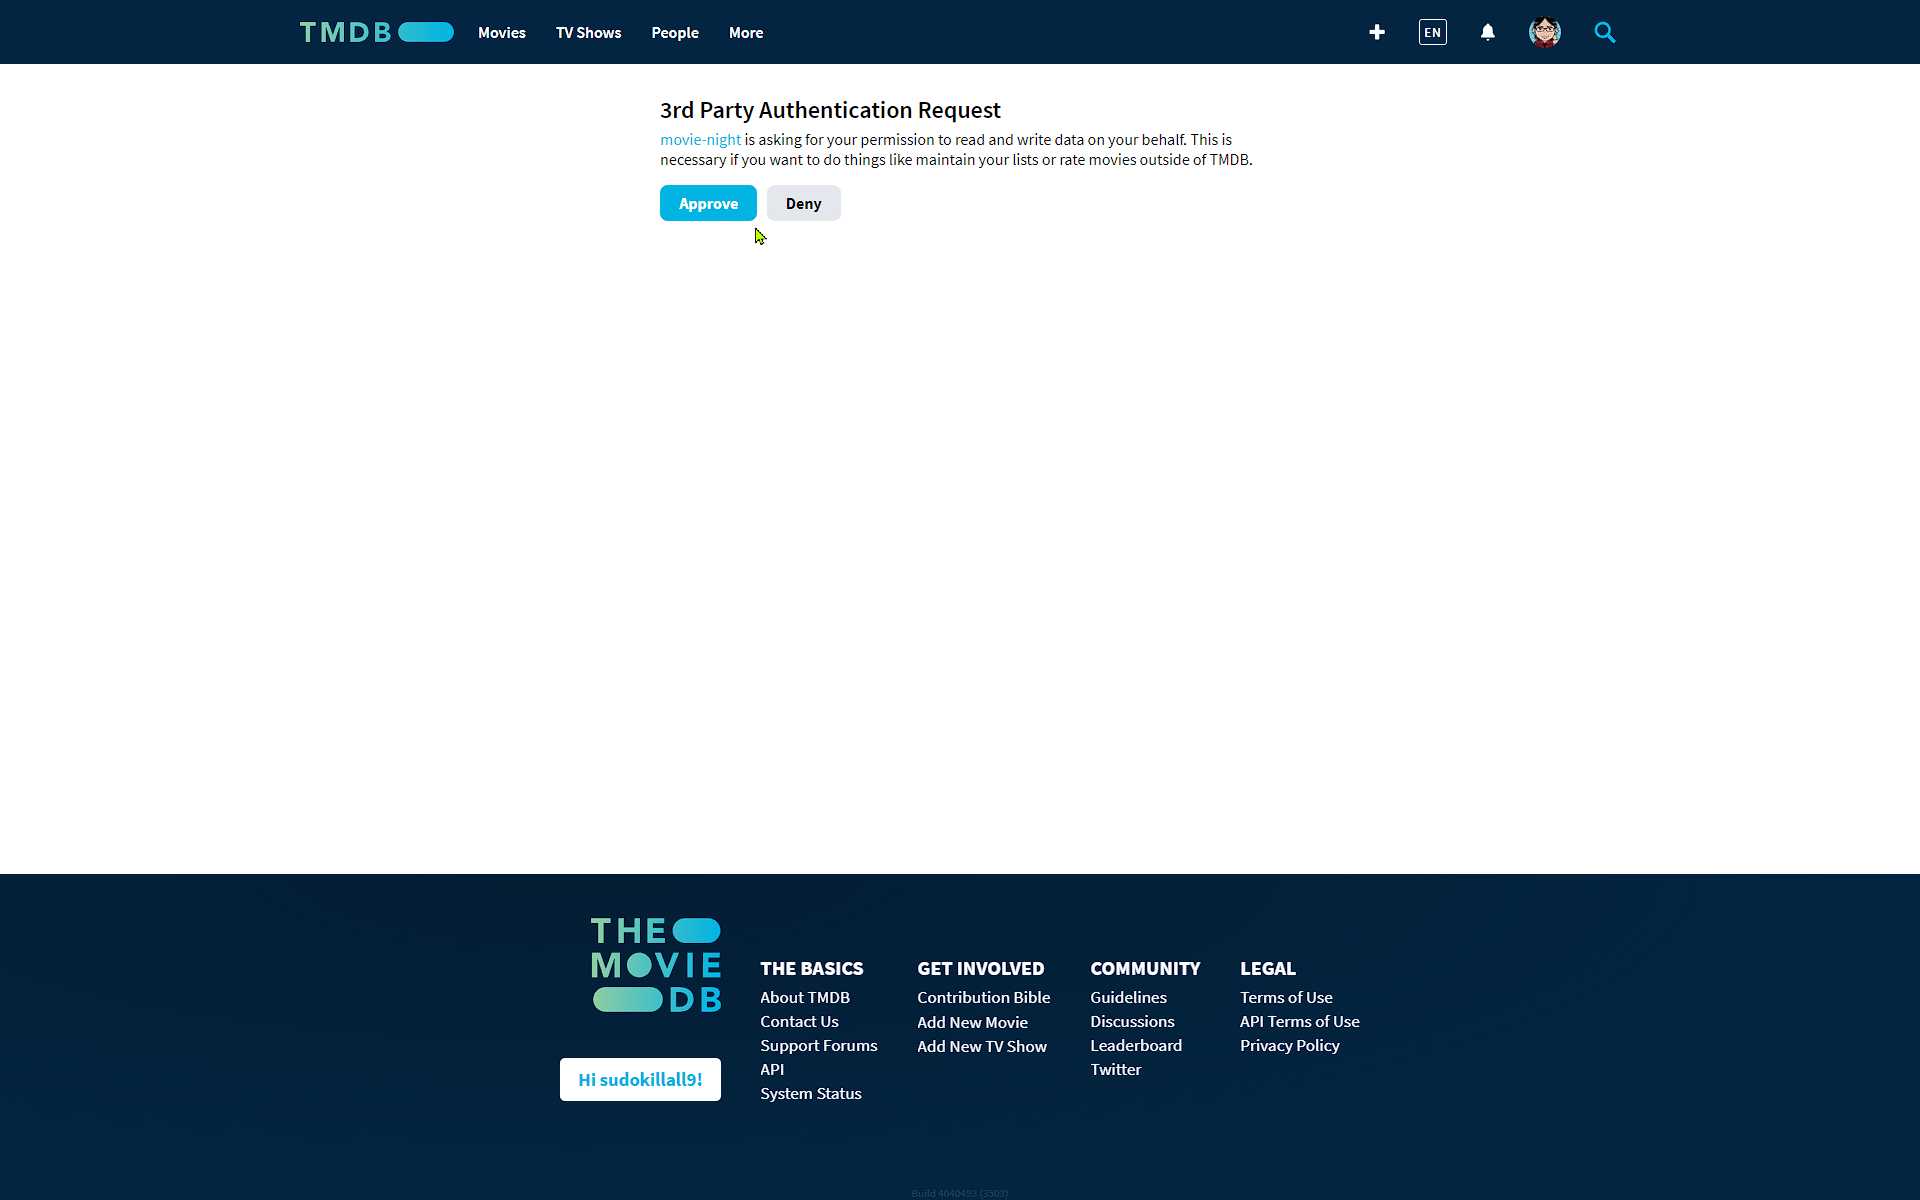 TMDB
Movies
TV Shows
People
More
EN
3rd Party Authentication Request
movie-night is asking for your permission to read and write data on your behalf. This is
necessary if you want to do things like maintain your lists or rate movies outside of TMDB.
Approve
Deny
THE
MOVIE
DB
Hi sudokillall9!
THE BASICS
About TMDB
Contact Us
Support Forums
API
System Status
GET INVOLVED
Contribution Bible
Add New Movie
Add New TV Show
COMMUNITY
Guidelines
Discussions
Leaderboard
Twitter
LEGAL
Terms of Use
API Terms of Use
Privacy Policy
Build 4040493 (3503)